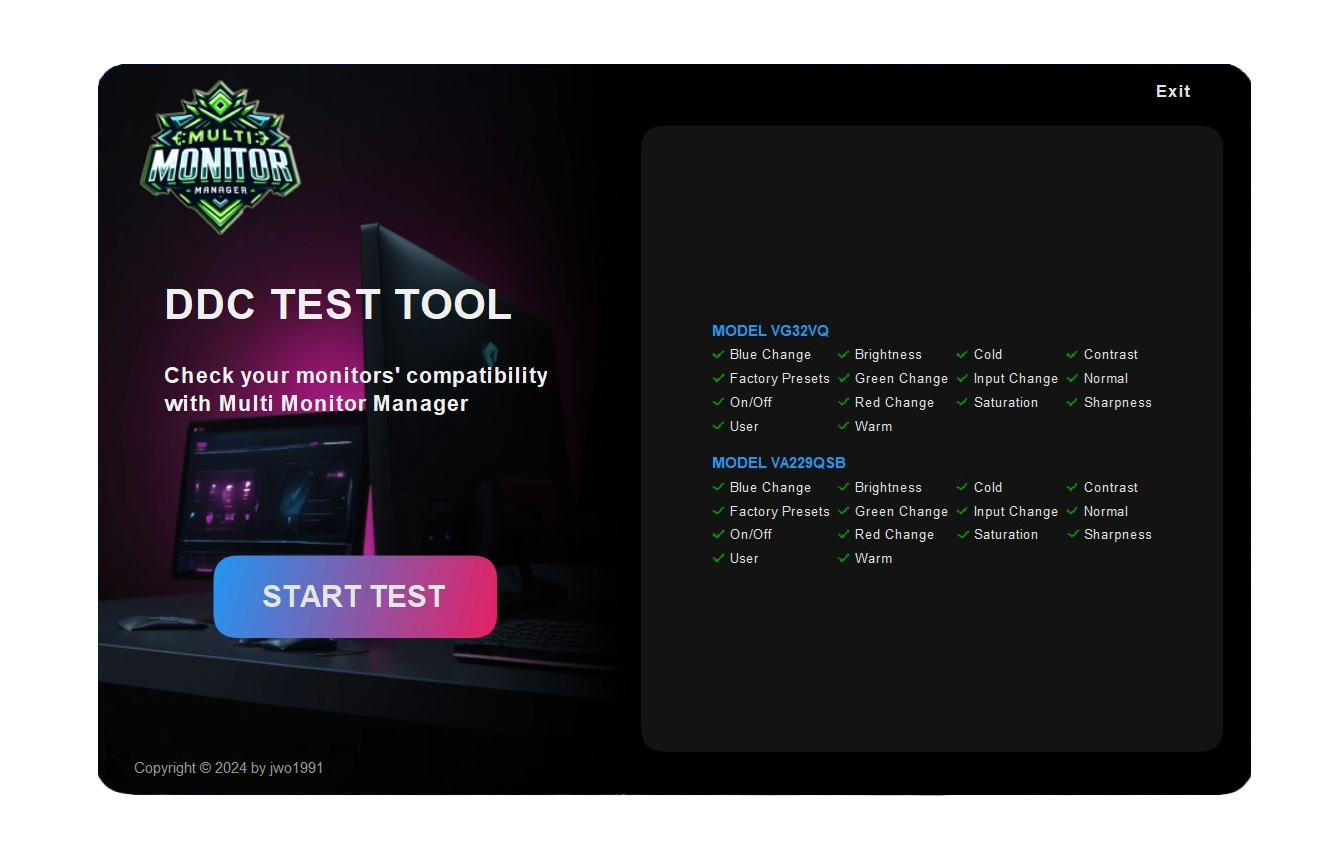 Exit
MULTI
MONITOR
MANAGER
DDC TEST TOOL
Check your monitors' compatibility
with Multi Monitor Manager
START TEST
Copyright © 2024 by jwo1991
MODEL VG32VQ
Blue Change Brightness Cold Contrast
Factory Presets Green Change Input Change Normal
On/Off Red Change Saturation Sharpness
User Warm
MODEL VA229QSB
Blue Change Brightness Cold Contrast
Factory Presets Green Change Input Change Normal
On/Off Red Change Saturation Sharpness
User Warm